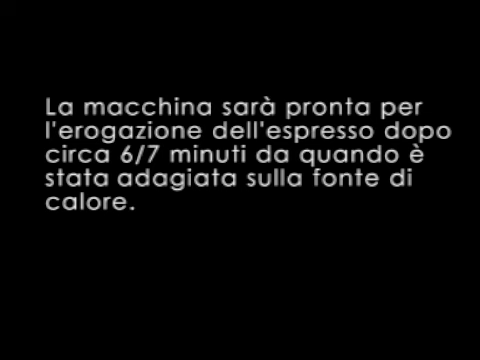 La macchina sarà pronta per
l'erogazione dell'espresso dopo
circa 6/7 minuti da quando è
stata adagiata sulla fonte di
calore.